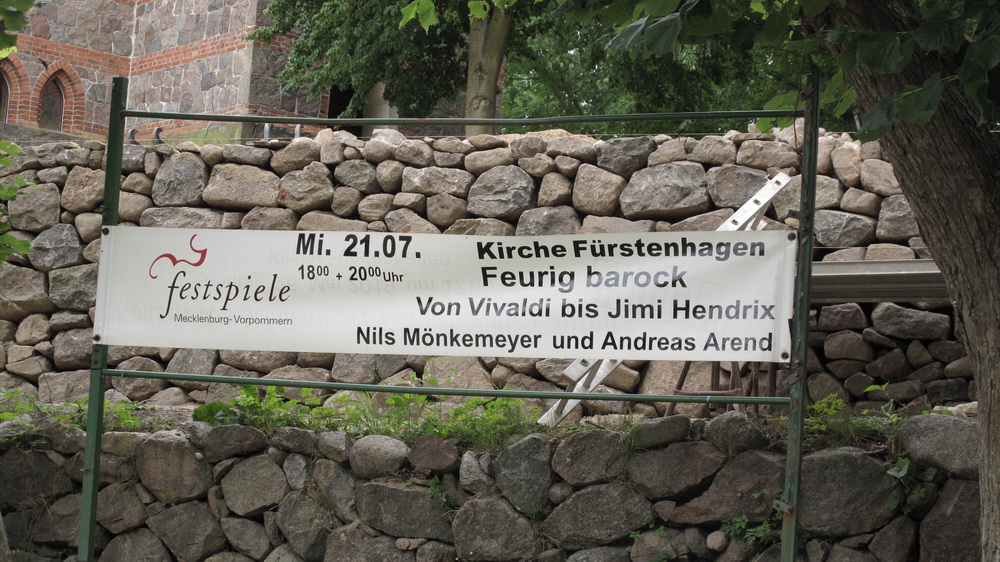 festspiele
Mecklenburg-Vorpommern
Mi. 21.07.
18⁰⁰ + 20⁰⁰ Uhr
Kirche Fürstenhagen
Feurig barock
Von Vivaldi bis Jimi Hendrix
Nils Mönkemeyer und Andreas Arend